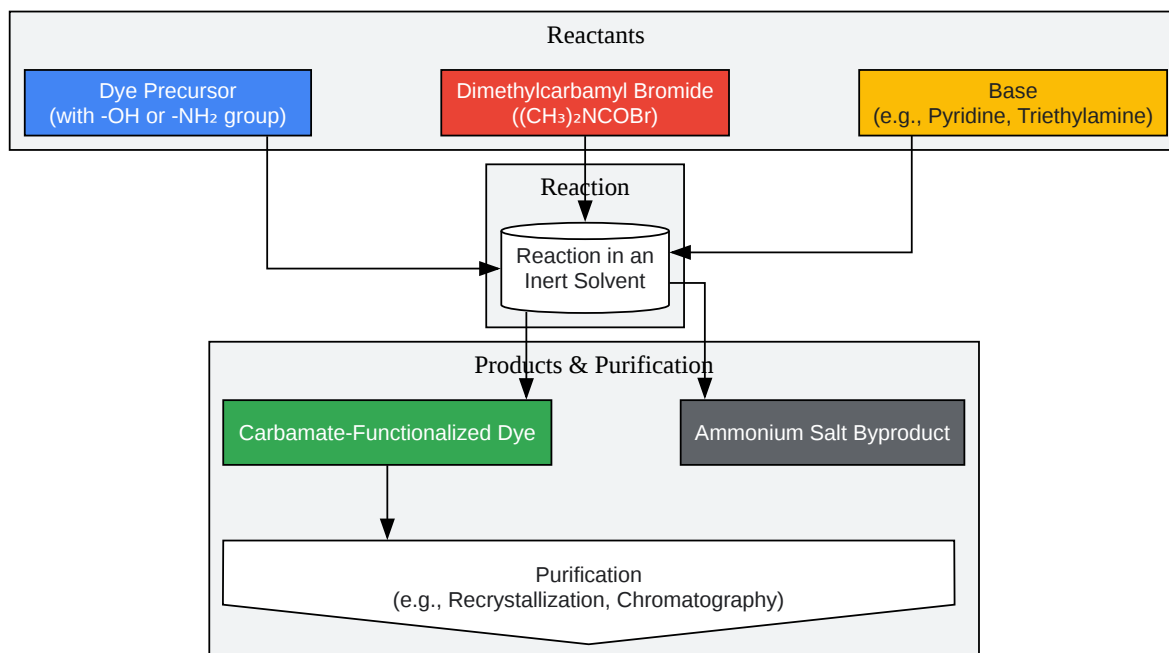 Reactants
Dye Precursor
(with -OH or -NH₂ group)
Dimethylcarbamyl Bromide
((CH₃)₂NCOBr)
Base
(e.g., Pyridine, Triethylamine)
Reaction
Reaction in an
Inert Solvent
Products & Purification
Carbamate-Functionalized Dye
Ammonium Salt Byproduct
Purification
(e.g., Recrystallization, Chromatography)